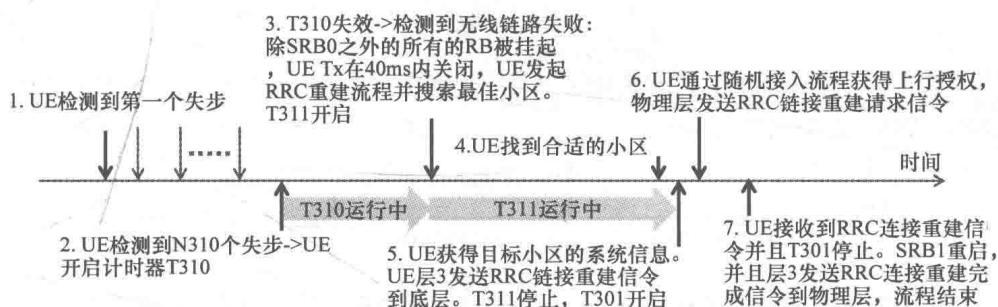 3. T310失效->检测到无线链路失败：
除SRB0之外的所有的RB被挂起
，UE Tx在40ms内关闭，UE发起
RRC重建流程并搜索最佳小区。
T311开启
1. UE检测到第一个失步
6. UE通过随机接入流程获得上行授权，
物理层发送RRC链接重建请求信令
4.UE找到合适的小区
时间
T310运行中
T311运行中
2. UE检测到N310个失步->UE
开启计时器T310
5. UE获得目标小区的系统信息。
UE层3发送RRC链接重建信令
到底层。T311停止，T301开启
7. UE接收到RRC连接重建信
令并且T301停止。SRB1重启，
并且层3发送RRC连接重建完
成信令到物理层，流程结束